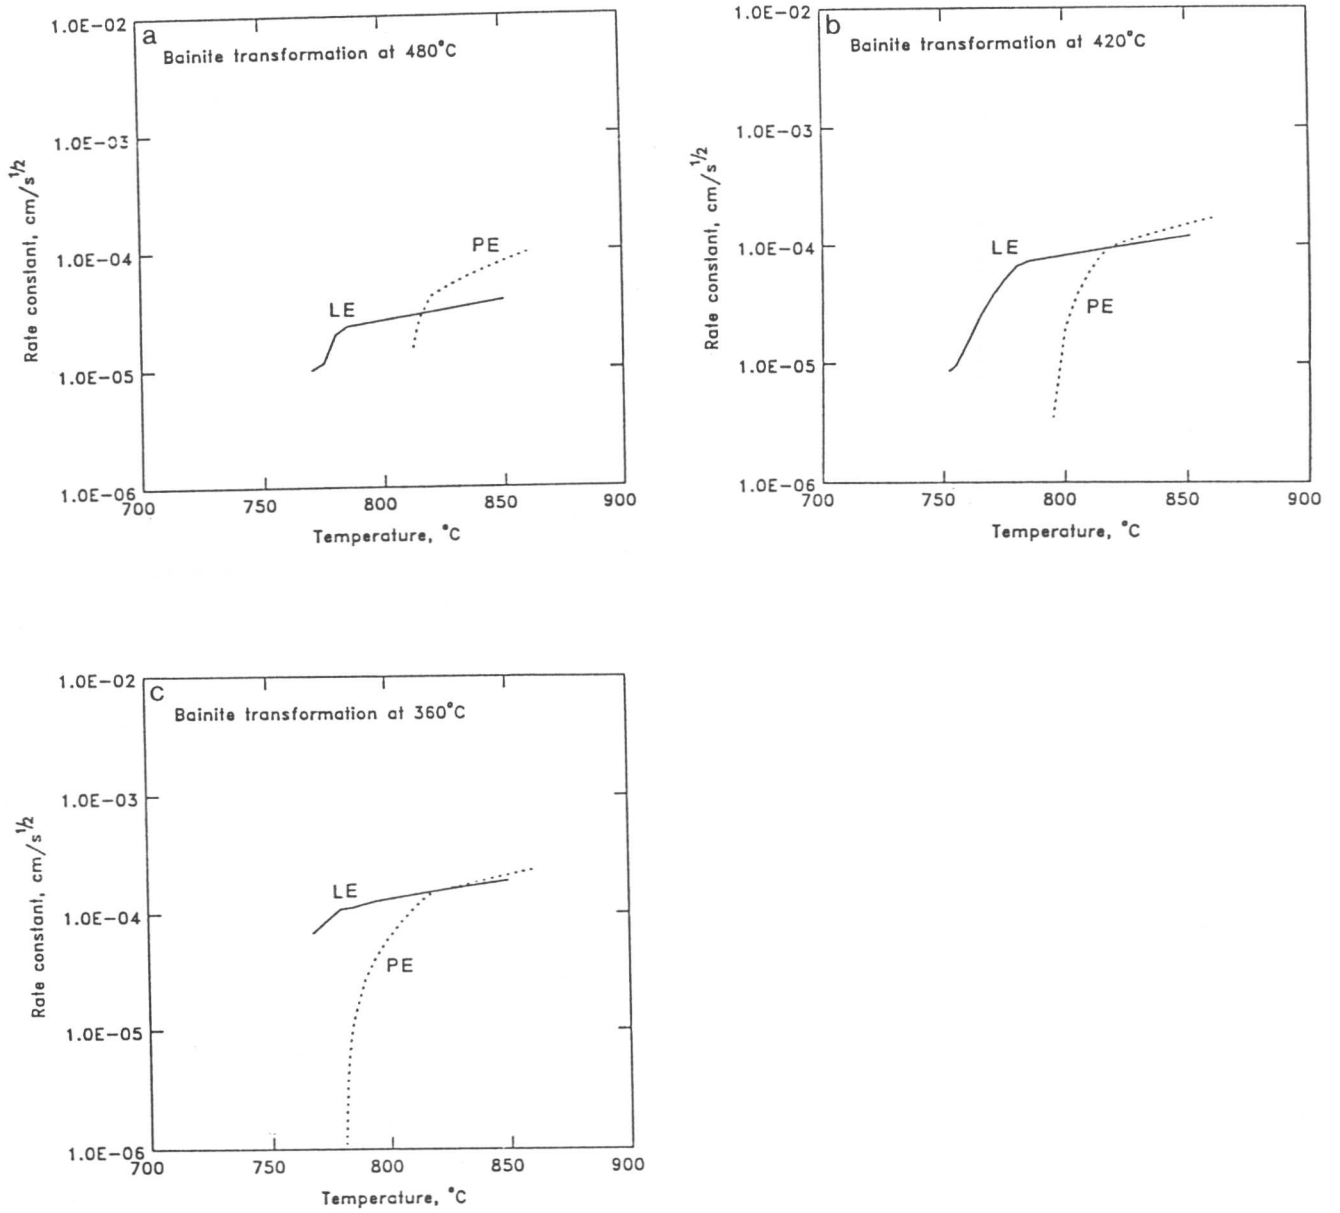 a
Bainite transformation at 480°C
1.0E-02
1.0E-03
1.0E-04
1.0E-05
1.0E-06
Rate constant, cm/s^1/2
LE
PE
700
750
800
850
900
Temperature, °C
b
Bainite transformation at 420°C
1.0E-02
1.0E-03
1.0E-04
1.0E-05
1.0E-06
Rate constant, cm/s^1/2
LE
PE
700
750
800
850
900
Temperature, °C
c
Bainite transformation at 360°C
1.0E-02
1.0E-03
1.0E-04
1.0E-05
1.0E-06
Rate constant, cm/s^1/2
LE
PE
700
750
800
850
900
Temperature, °C